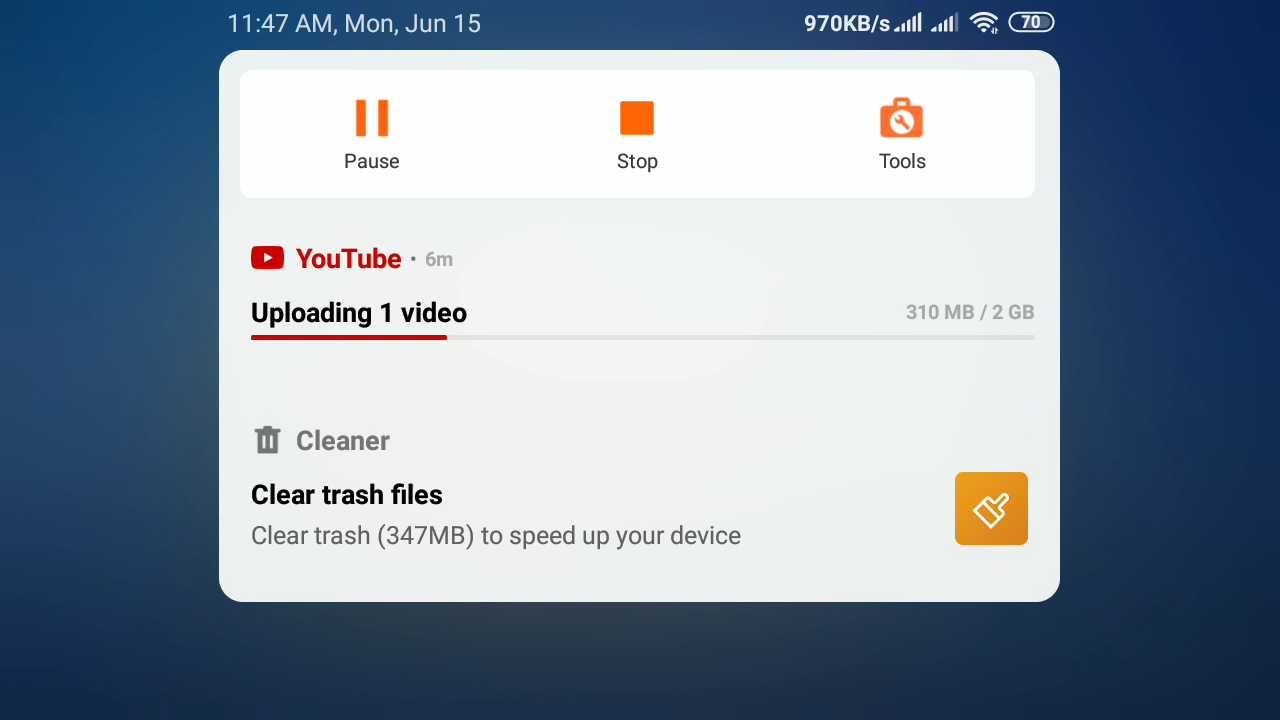 11:47 AM, Mon, Jun 15 970KB/s 70
Pause Stop Tools
YouTube • 6m
Uploading 1 video 310 MB / 2 GB
Cleaner
Clear trash files
Clear trash (347MB) to speed up your device